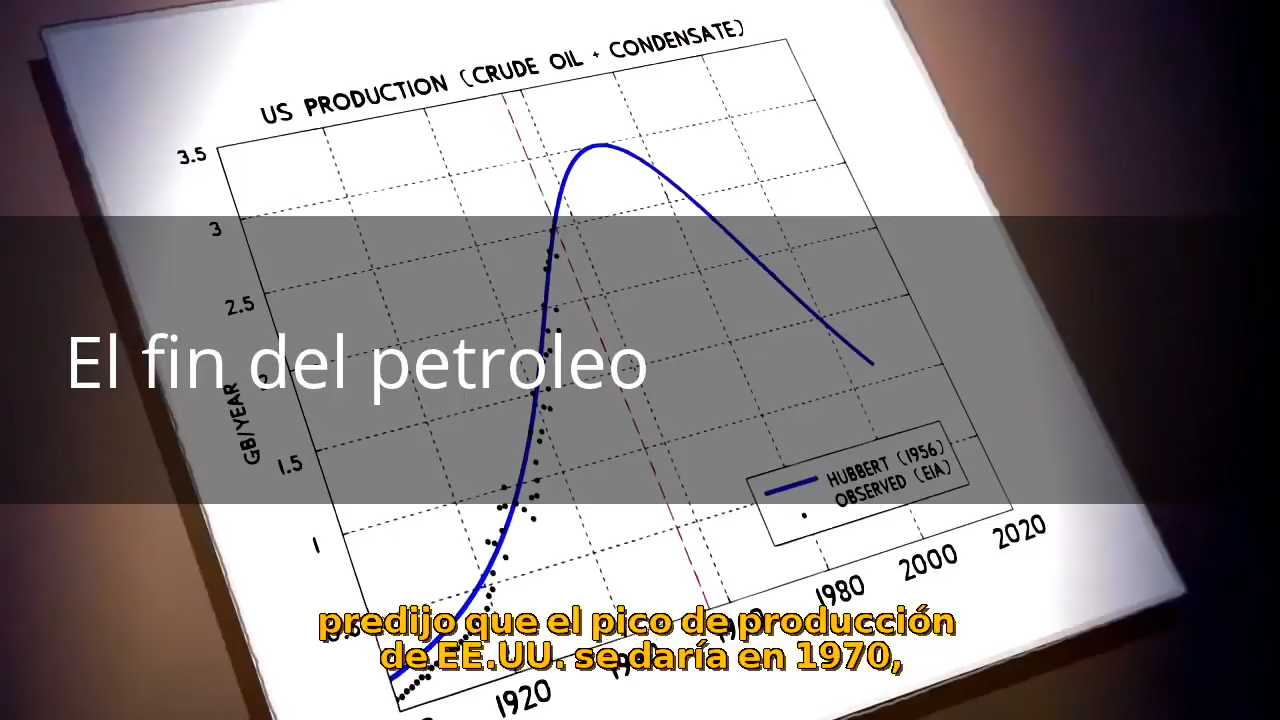 US PRODUCTION (CRUDE OIL + CONDENSATE)
3.5
3
2.5
El fin del petroleo
GB/YEAR
1.5
HUBBERT (1956)
OBSERVED (EIA)
1
2020
2000
1980
predijo que el pico de producción
de EE.UU. se daría en 1970,
1920